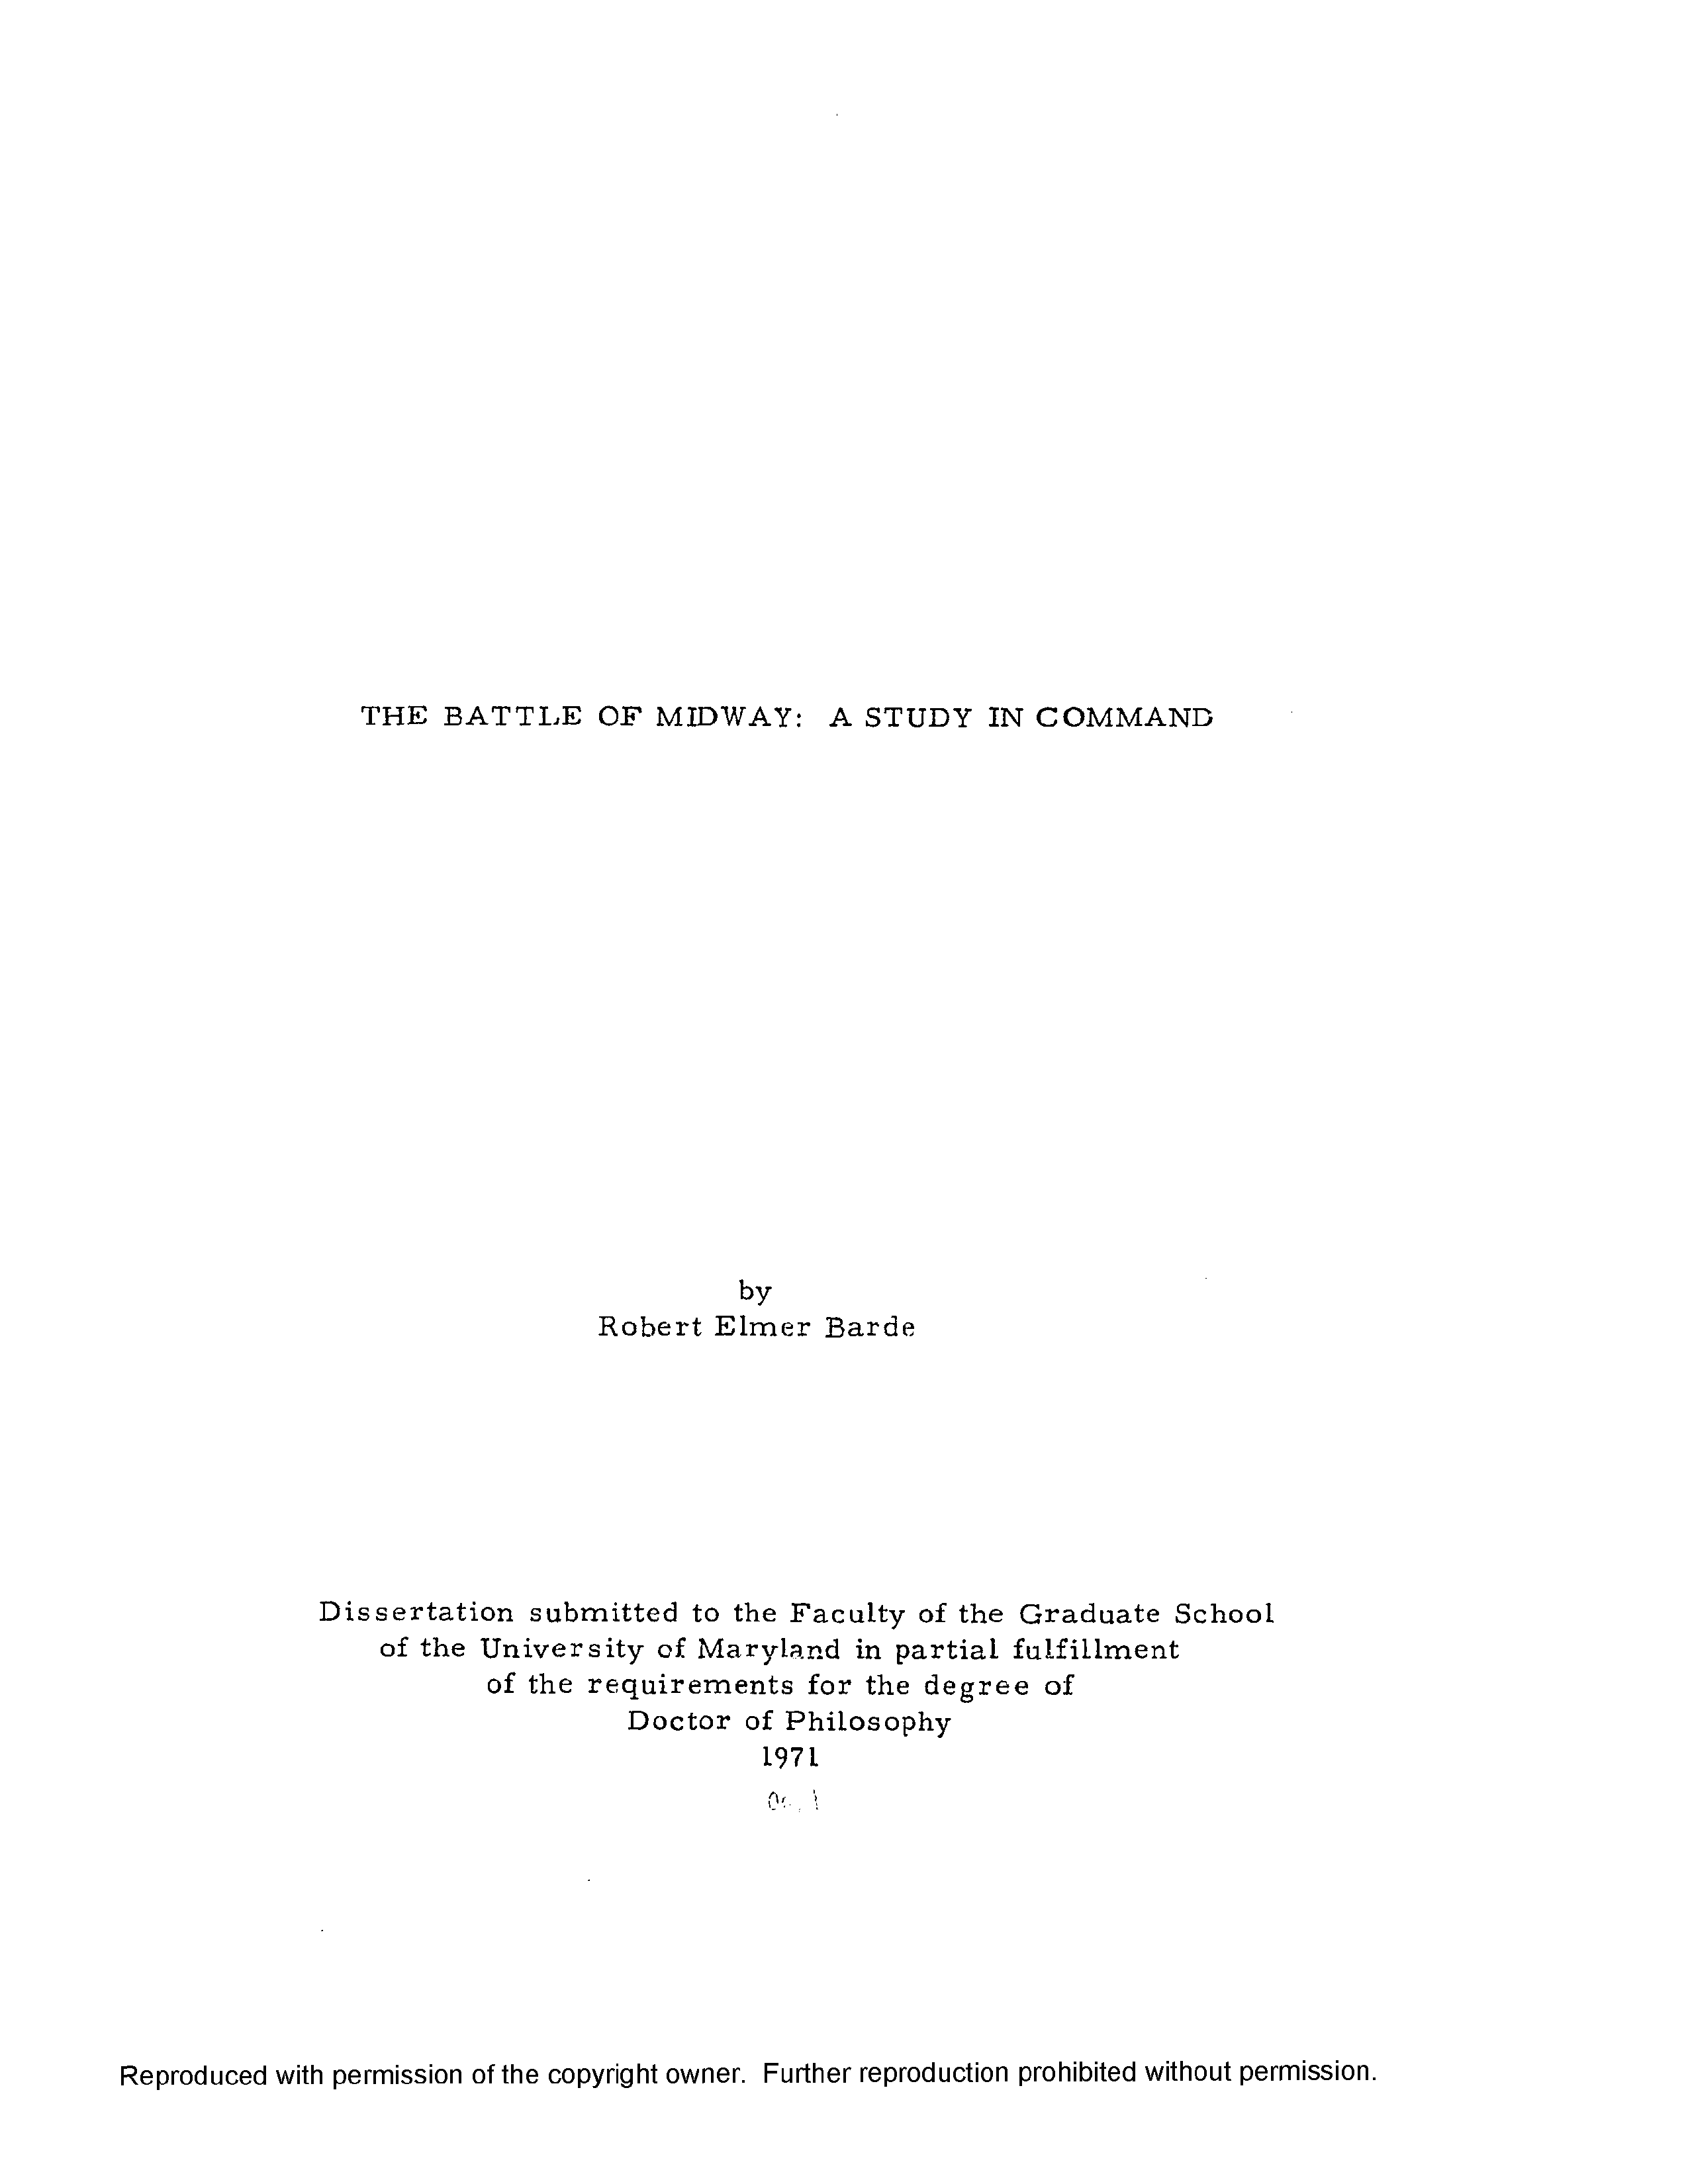 THE BATTLE OF MIDWAY: A STUDY IN COMMAND
by
Robert Elmer Barde
Dissertation submitted to the Faculty of the Graduate School
of the University of Maryland in partial fulfillment
of the requirements for the degree of
Doctor of Philosophy
1971
Reproduced with permission of the copyright owner. Further reproduction prohibited without permission.